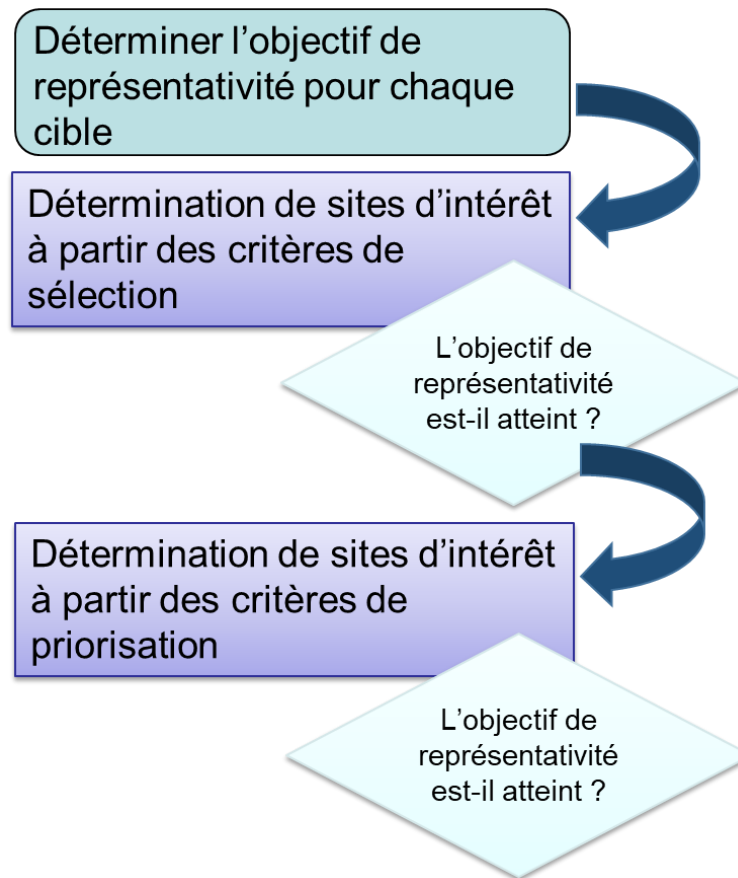 Déterminer l’objectif de
représentativité pour chaque
cible
Détermination de sites d’intérêt
à partir des critères de
sélection
L’objectif de
représentativité
est-il atteint ?
Détermination de sites d’intérêt
à partir des critères de
priorisation
L’objectif de
représentativité
est-il atteint ?